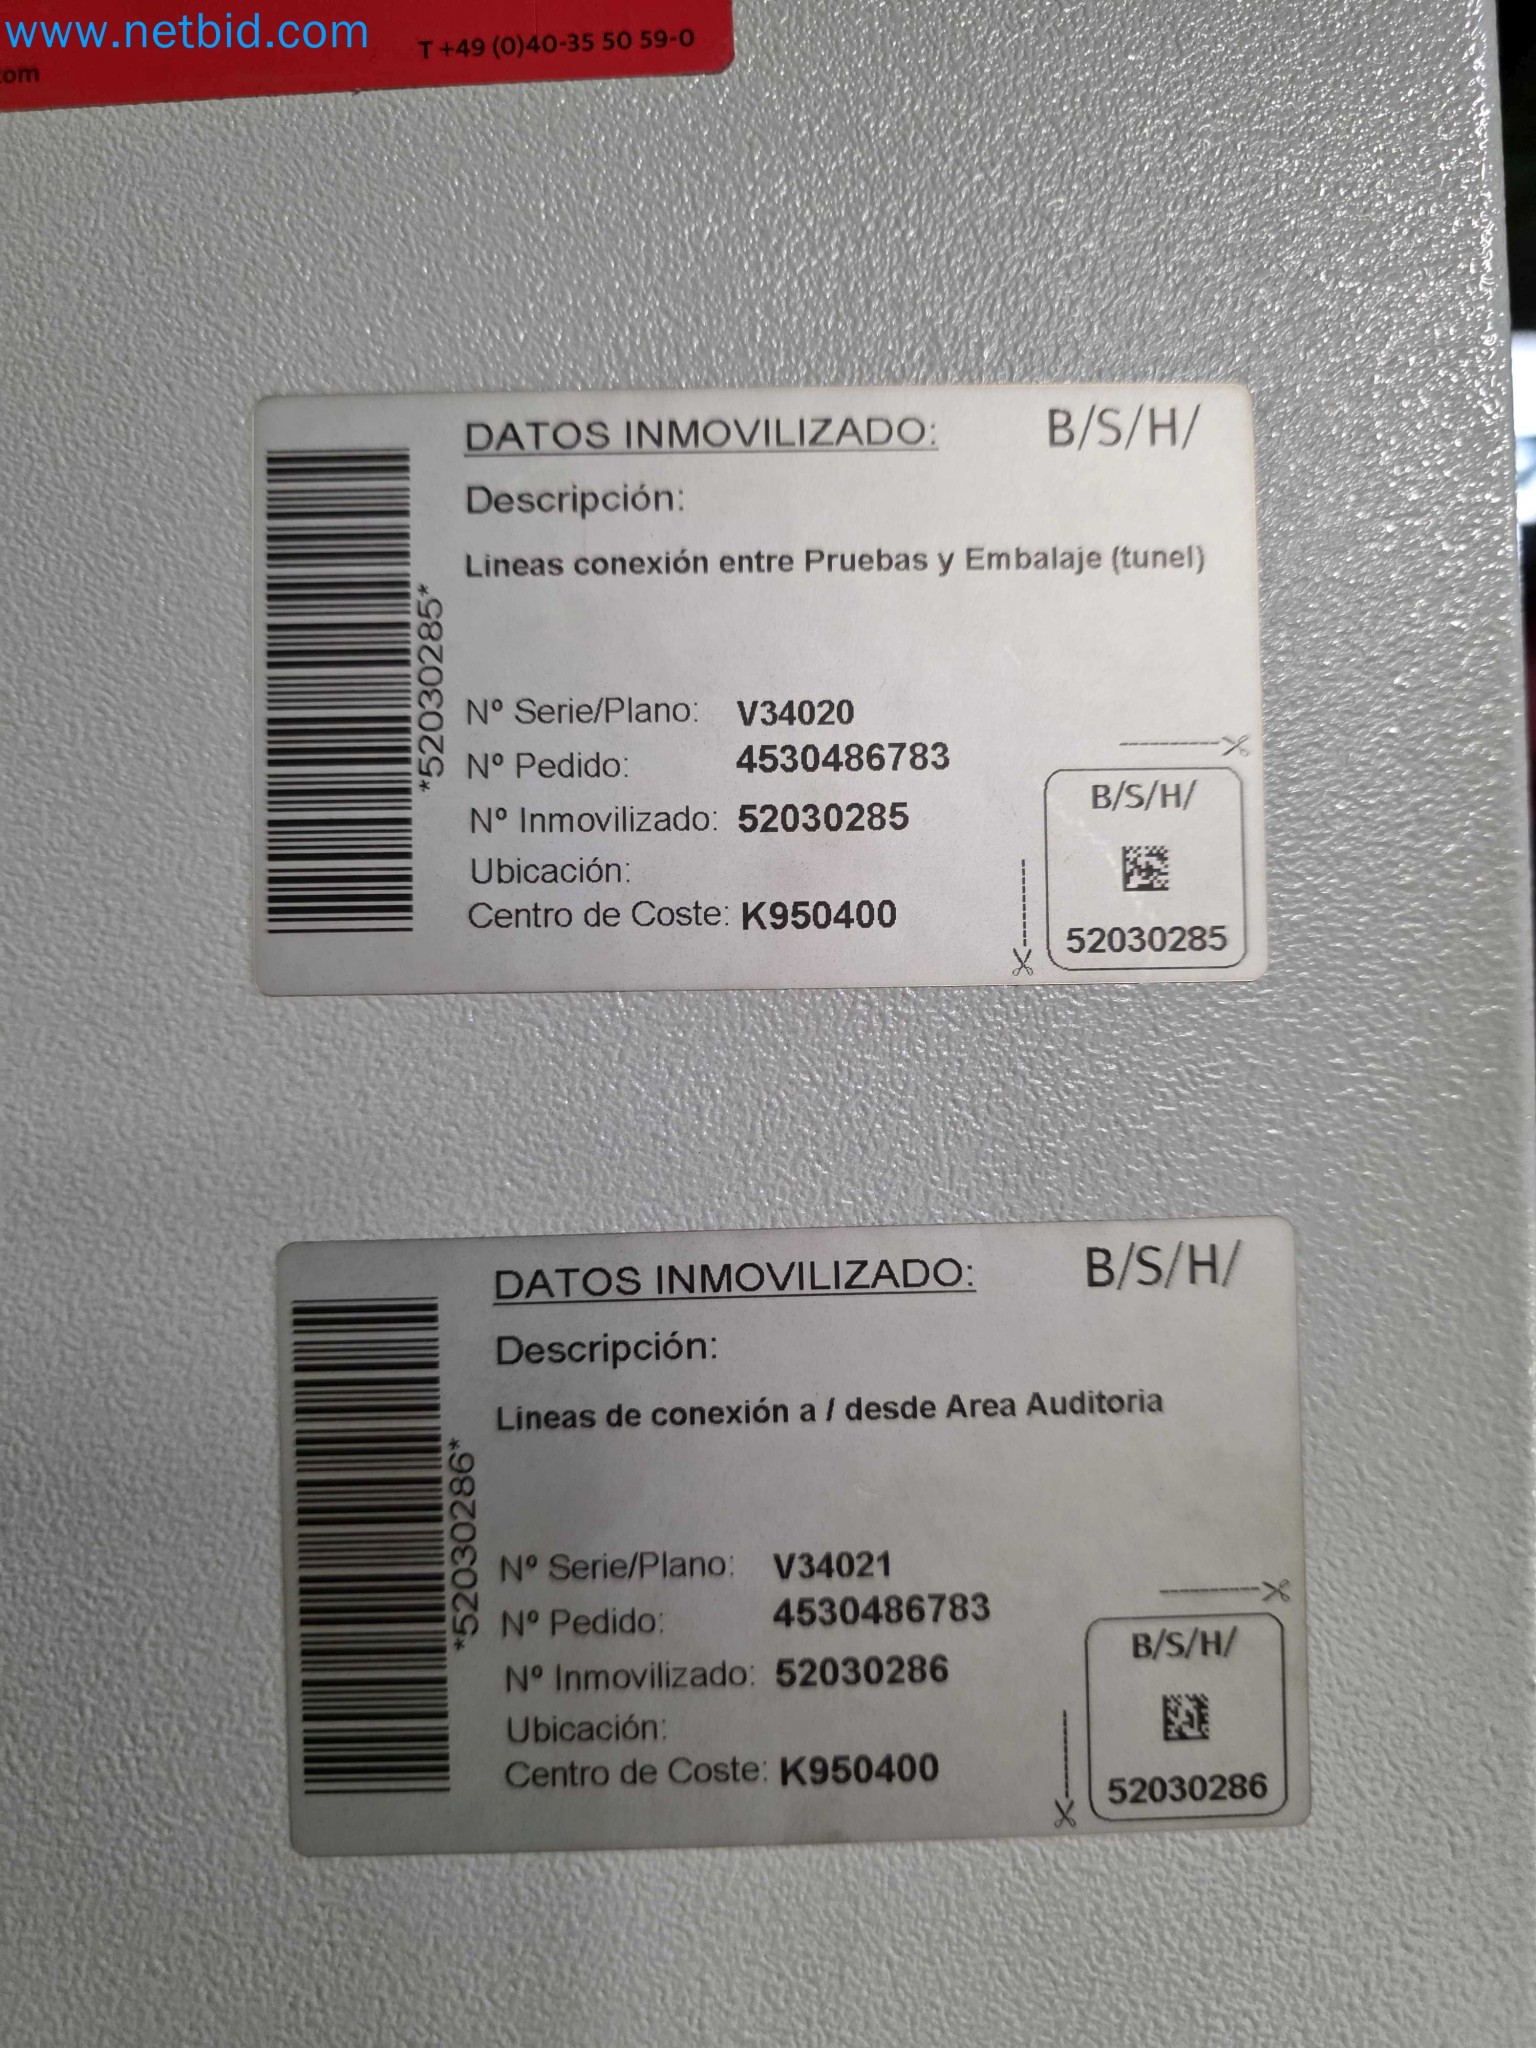 www.netbid.com
T +49 (0)40-35 50 59-0
com
DATOS INMOVILIZADO:
B/S/H/
Descripción:
Lineas conexión entre Pruebas y Embalaje (tunel)
*52030285*
Nº Serie/Plano: V34020
Nº Pedido: 4530486783
Nº Inmovilizado: 52030285
Ubicación:
Centro de Coste: K950400
B/S/H/
52030285
DATOS INMOVILIZADO:
B/S/H/
Descripción:
Lineas de conexión a / desde Area Auditoria
*52030286*
Nº Serie/Plano: V34021
Nº Pedido: 4530486783
Nº Inmovilizado: 52030286
Ubicación:
Centro de Coste: K950400
B/S/H/
52030286